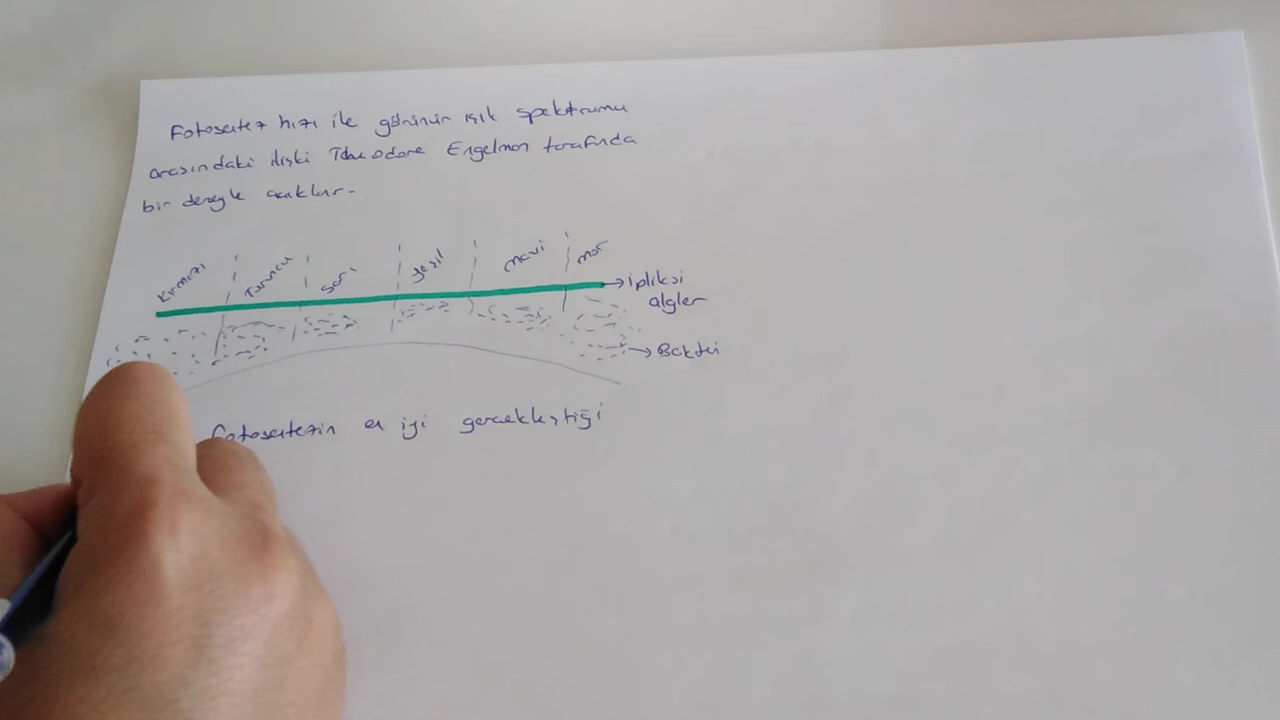 Fotosentez hızı ile görünür ışık spektrumu
arasındaki ilişki Theodore Engelman tarafında
bir deneyle açıklar.
Kırmızı Turuncu Sarı Yeşil Mavi Mor
ipliksi
algler
Bakteri
Fotosentezin en iyi gerçekleştiği